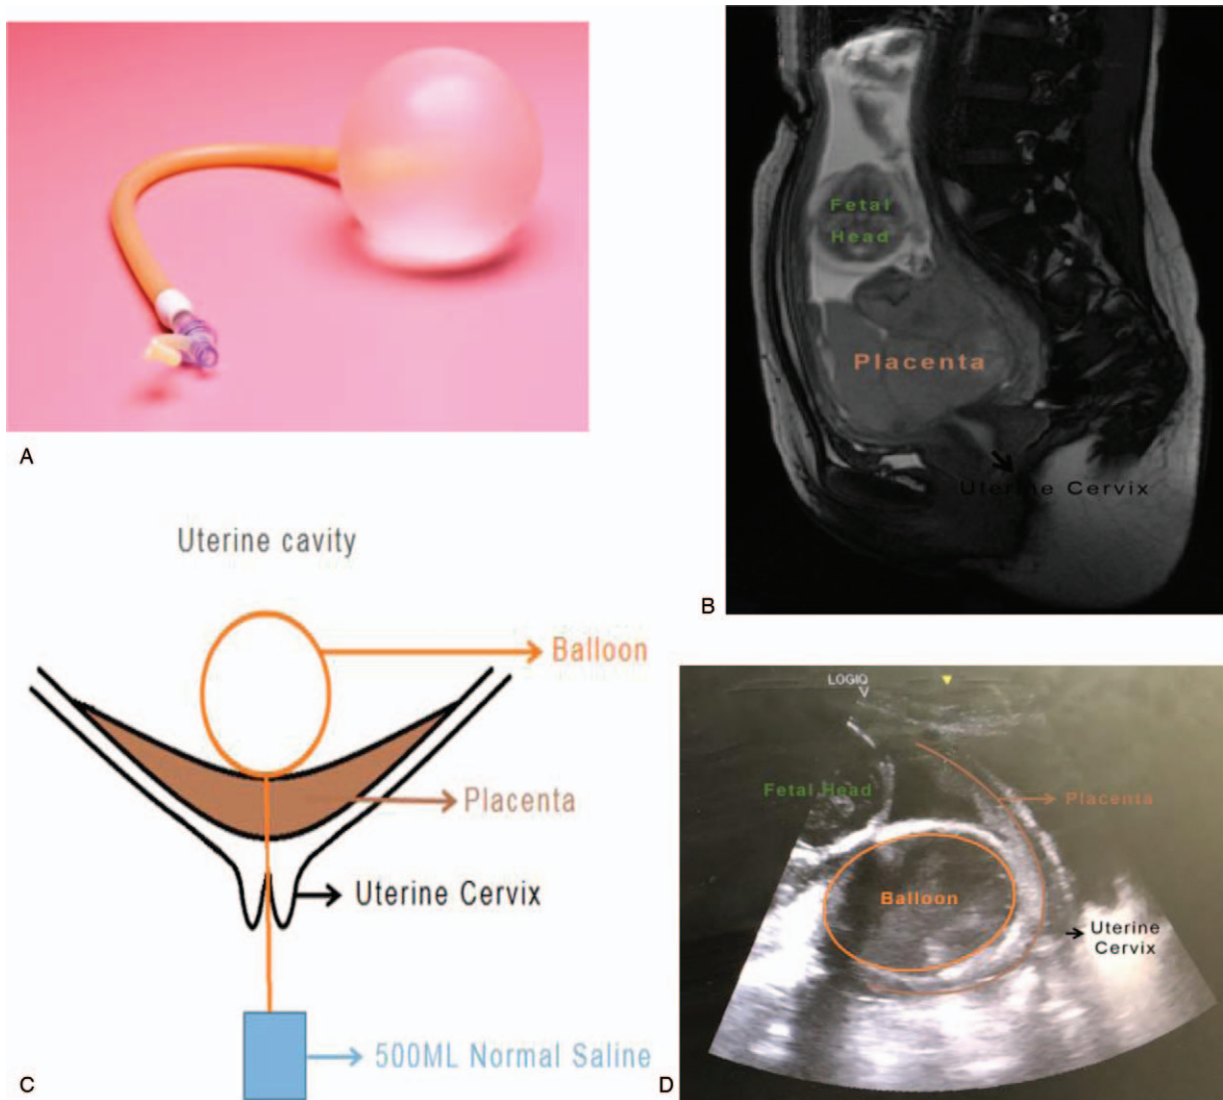 A
Fetal
Head
Placenta
Uterine Cervix
B
Uterine cavity
Balloon
Placenta
Uterine Cervix
500ML Normal Saline
C
LOGIQ
V
Fetal Head
Placenta
Balloon
Uterine
Cervix
D